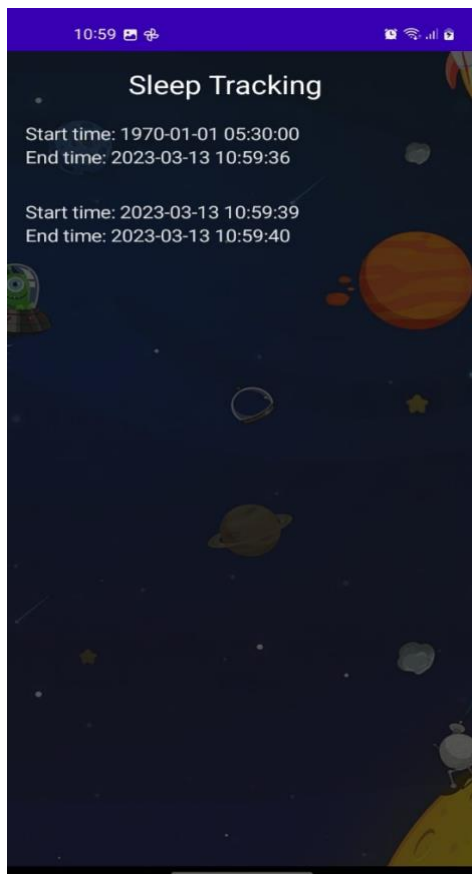 10:59
Sleep Tracking
Start time: 1970-01-01 05:30:00
End time: 2023-03-13 10:59:36
Start time: 2023-03-13 10:59:39
End time: 2023-03-13 10:59:40